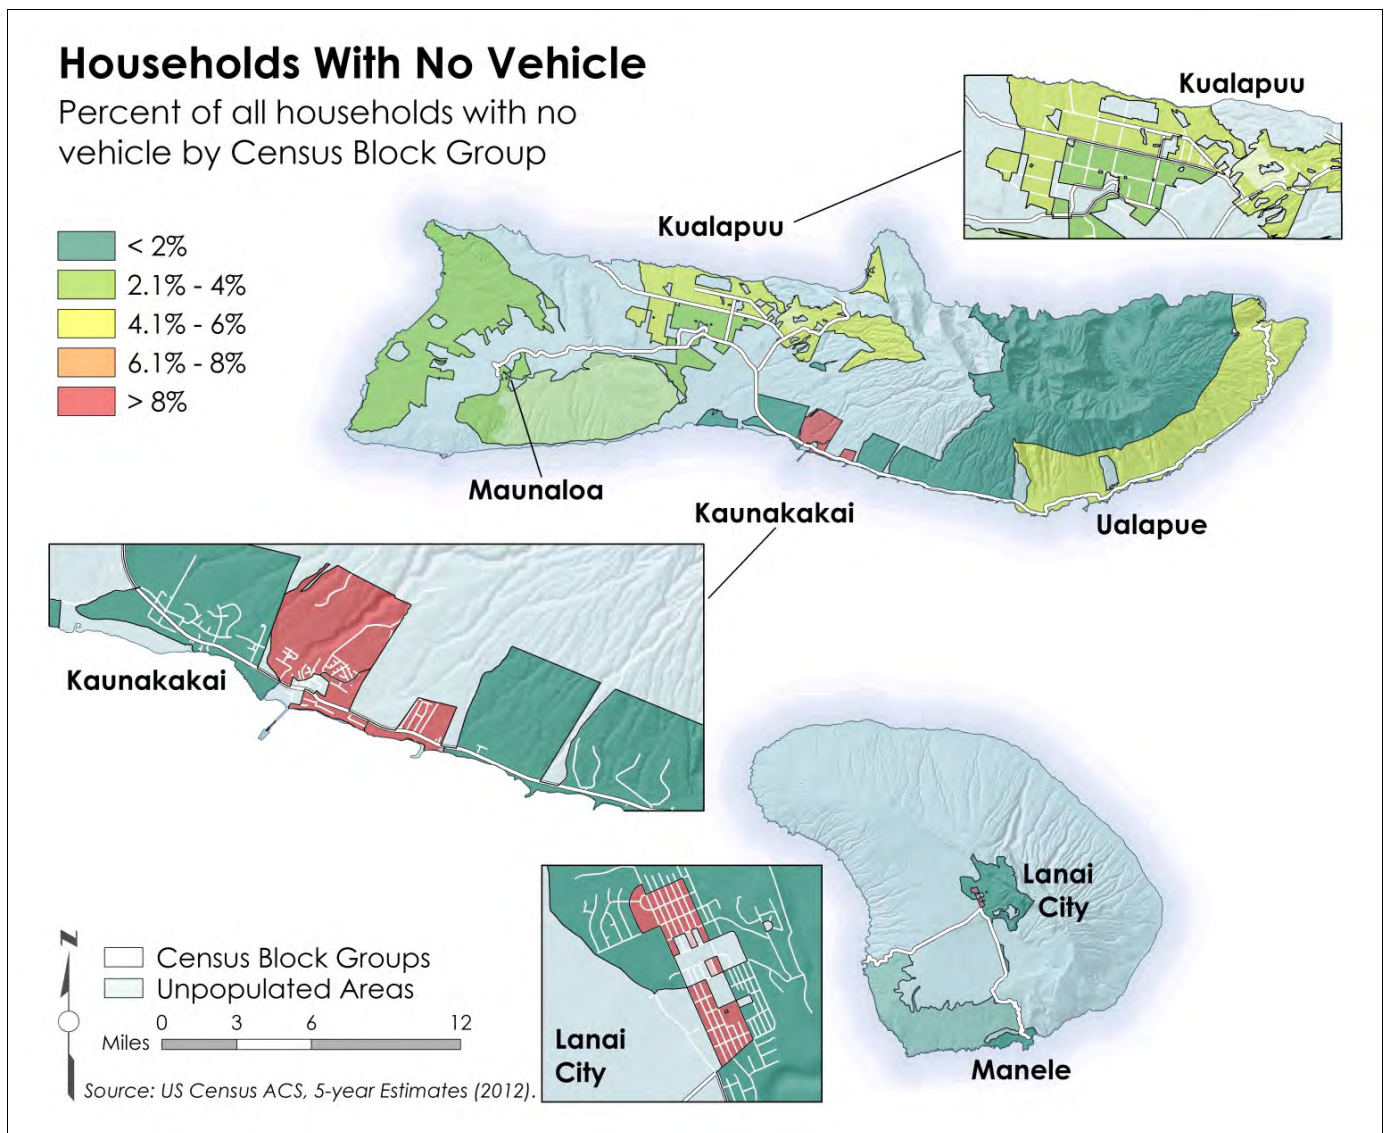 Households With No Vehicle
Percent of all households with no
vehicle by Census Block Group
< 2%
2.1% - 4%
4.1% - 6%
6.1% - 8%
> 8%
Kualapuu
Kualapuu
Maunaloa
Kaunakakai
Ualapue
Kaunakakai
Lanai
City
Manele
Lanai
City
N
Census Block Groups
Unpopulated Areas
0 3 6 12
Miles
Source: US Census ACS, 5-year Estimates (2012).